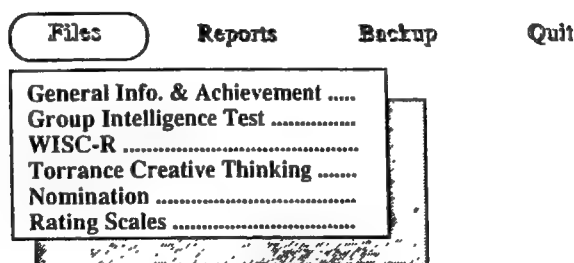 Files Reports Backup Quit
General Info. & Achievement .....
Group Intelligence Test ................
WISC-R ............................................
Torrance Creative Thinking .......
Nomination .....................................
Rating Scales ..................................